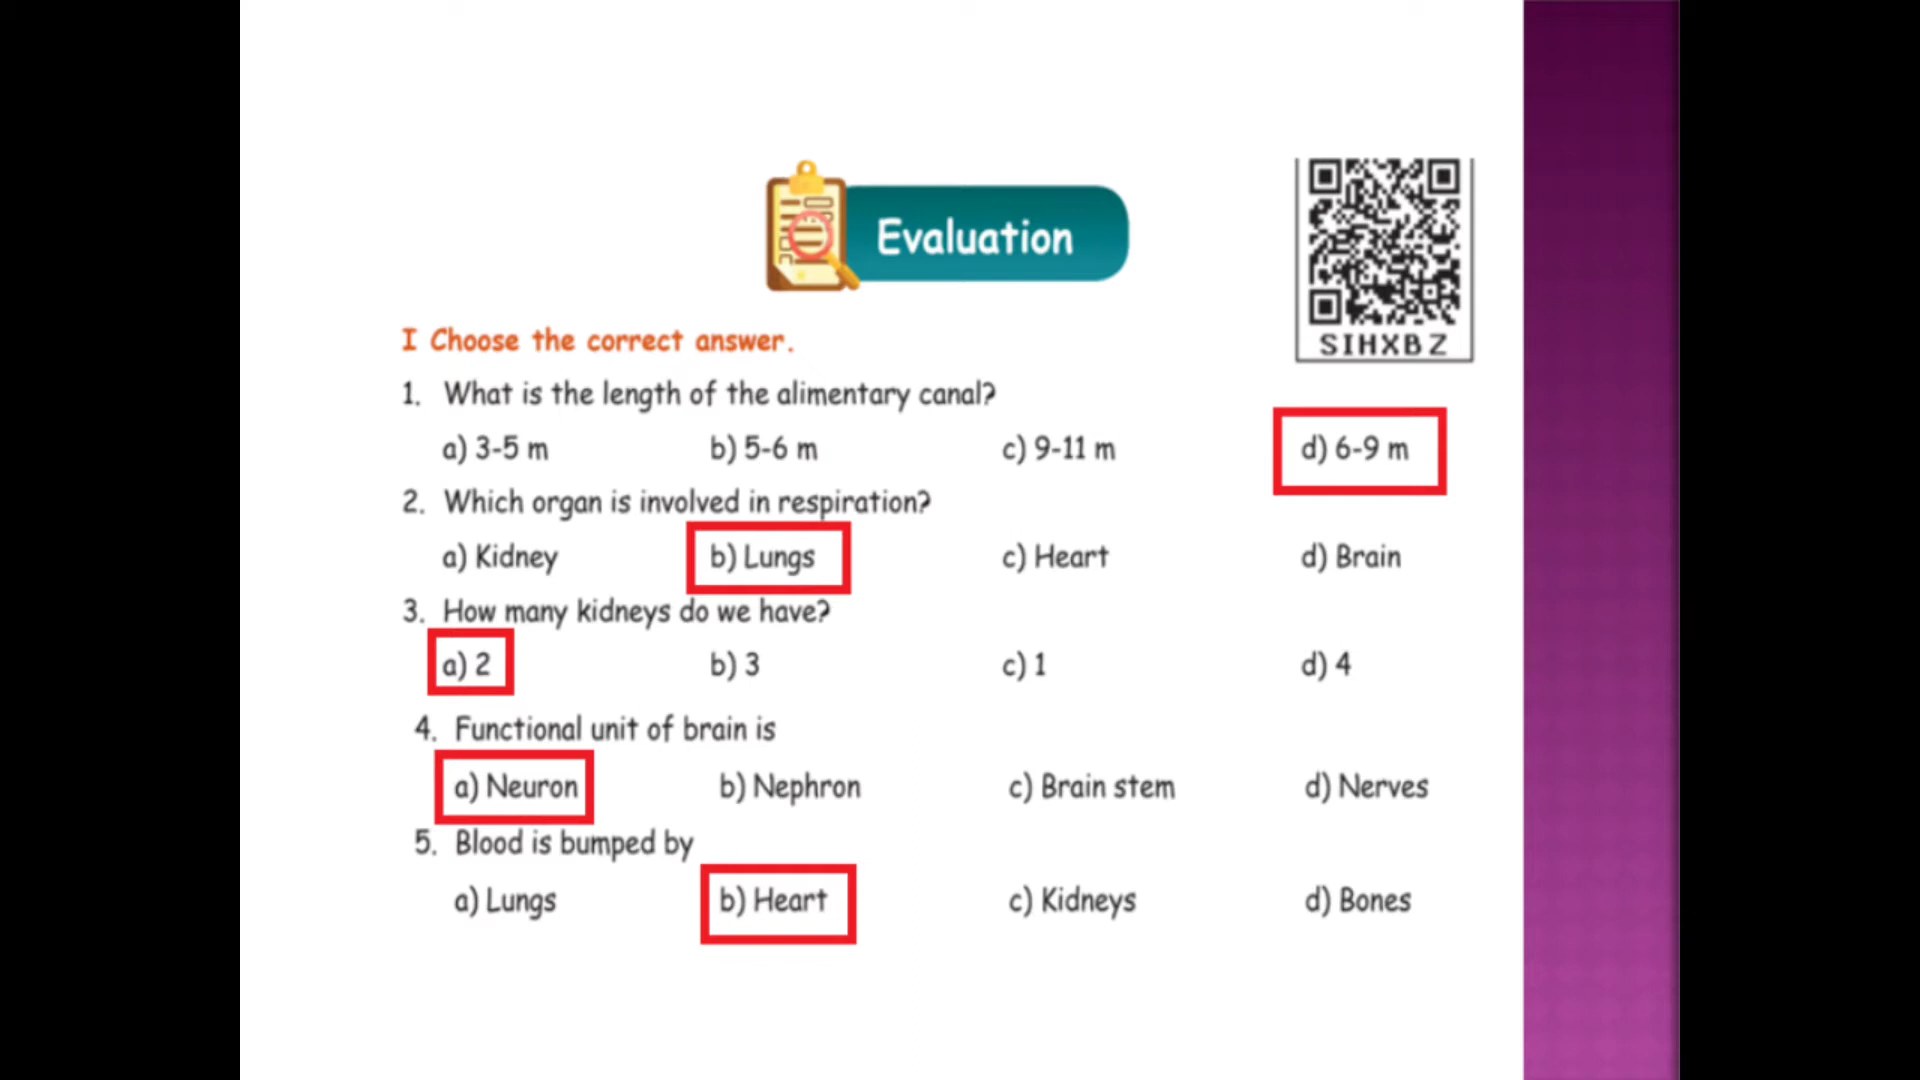 Evaluation
SIHXBZ
I Choose the correct answer.
1. What is the length of the alimentary canal?
a) 3-5 m b) 5-6 m c) 9-11 m d) 6-9 m
2. Which organ is involved in respiration?
a) Kidney b) Lungs c) Heart d) Brain
3. How many kidneys do we have?
a) 2 b) 3 c) 1 d) 4
4. Functional unit of brain is
a) Neuron b) Nephron c) Brain stem d) Nerves
5. Blood is bumped by
a) Lungs b) Heart c) Kidneys d) Bones